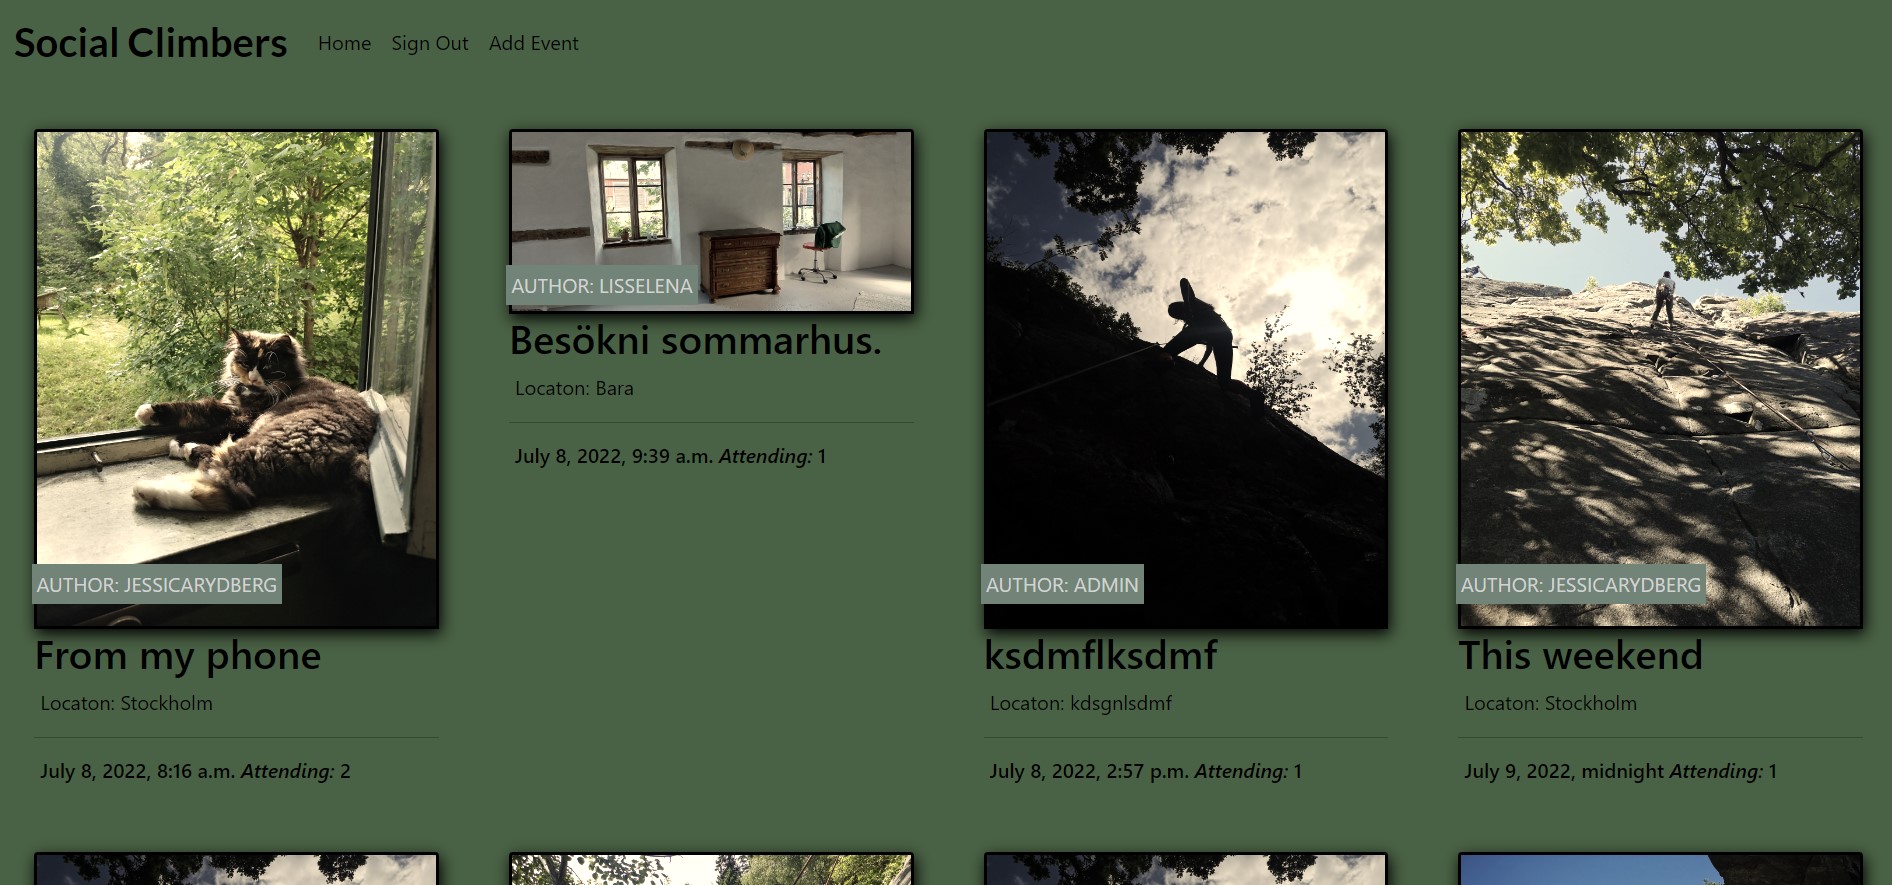 Social Climbers
Home
Sign Out
Add Event
AUTHOR: JESSICARYDBERG
From my phone
Locaton: Stockholm
July 8, 2022, 8:16 a.m. Attending: 2
AUTHOR: LISSELENA
Besökni sommarhus.
Locaton: Bara
July 8, 2022, 9:39 a.m. Attending: 1
AUTHOR: ADMIN
ksdmflksdmf
Locaton: kdsgnlsdmf
July 8, 2022, 2:57 p.m. Attending: 1
AUTHOR: JESSICARYDBERG
This weekend
Locaton: Stockholm
July 9, 2022, midnight Attending: 1